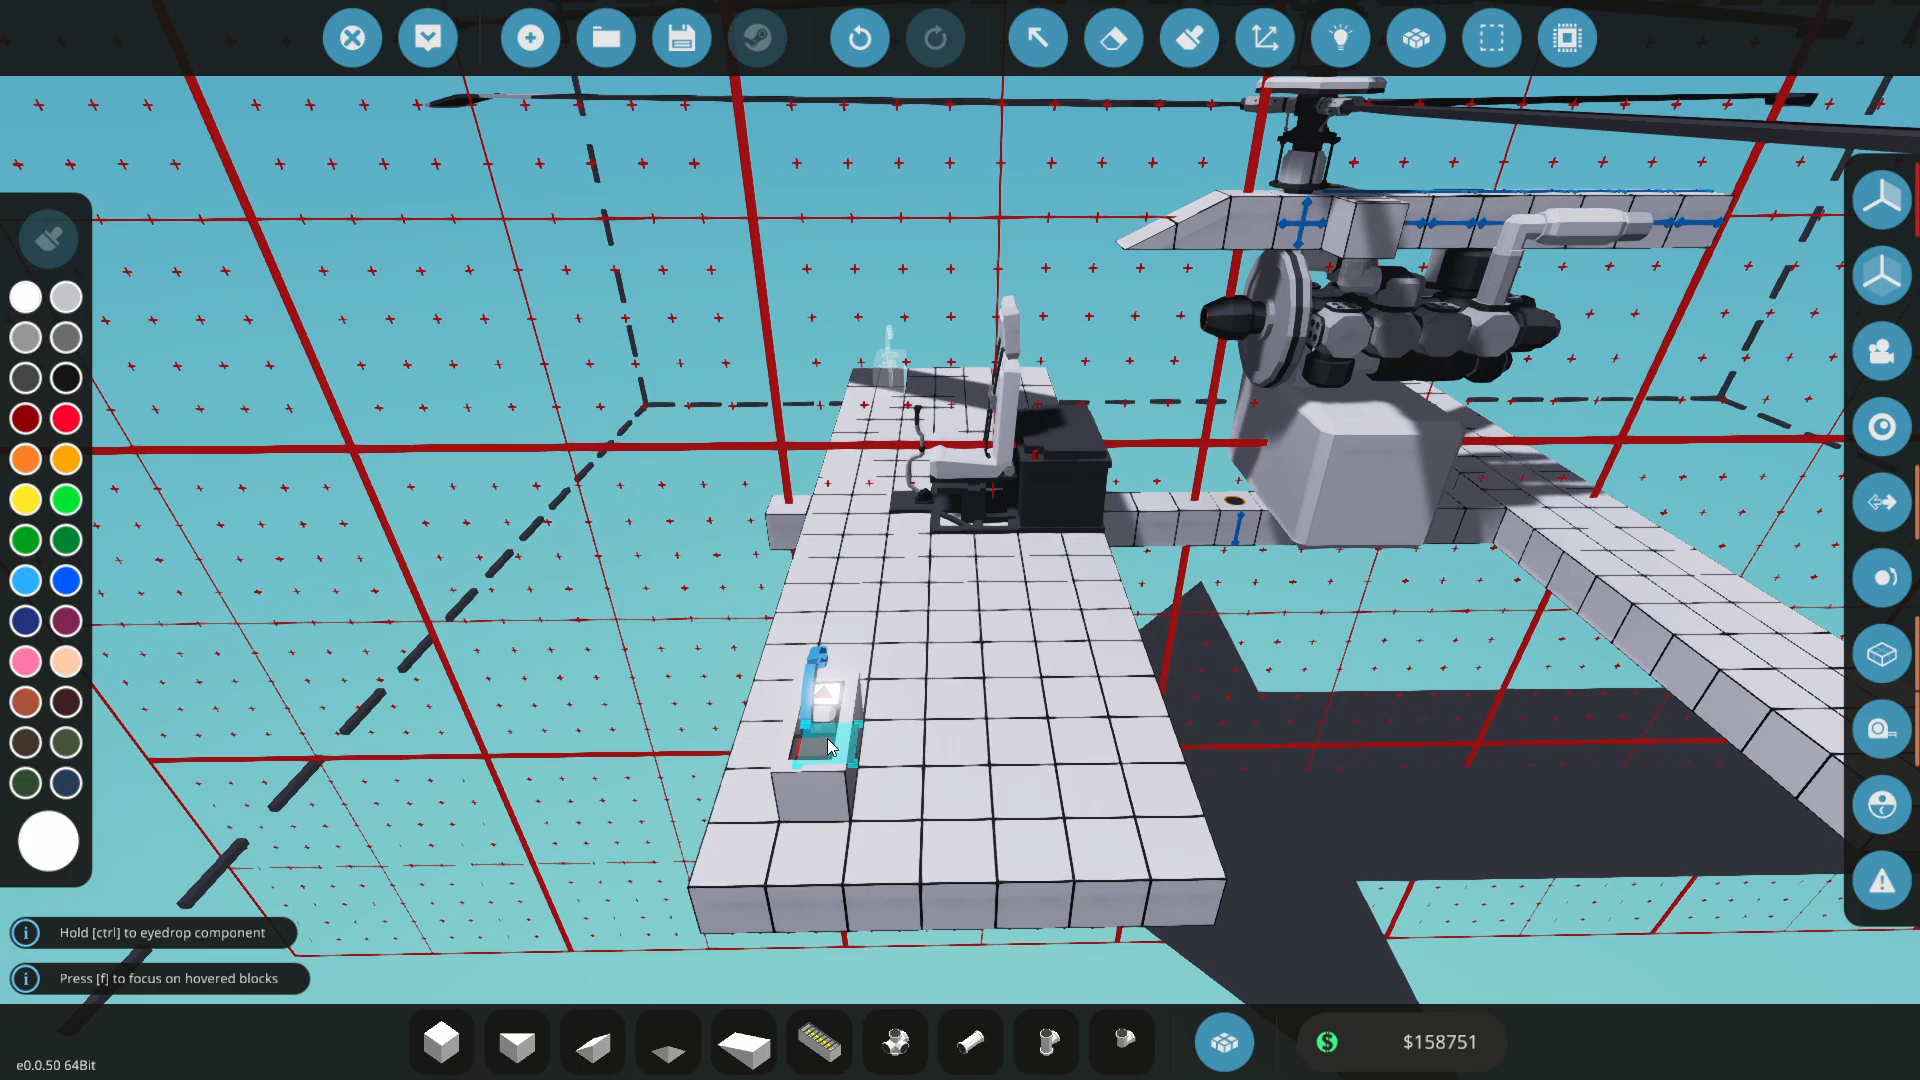 Hold [ctrl] to eyedrop component
Press [f] to focus on hovered blocks
e0.0.50 64Bit
$ $158751